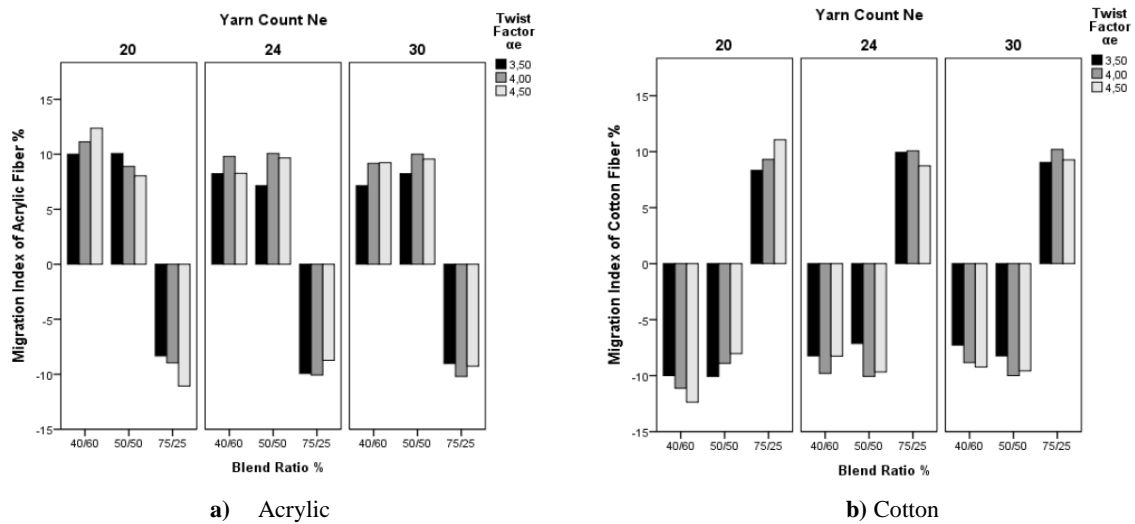 Yarn Count Ne
20 24 30
Twist
Factor
αe
3,50
4,00
4,50
Migration Index of Acrylic Fiber %
15
10
5
0
-5
-10
-15
40/60 50/50 75/25 40/60 50/50 75/25 40/60 50/50 75/25
Blend Ratio %
a) Acrylic
Yarn Count Ne
20 24 30
Twist
Factor
αe
3,50
4,00
4,50
Migration Index of Cotton Fiber %
15
10
5
0
-5
-10
-15
40/60 50/50 75/25 40/60 50/50 75/25 40/60 50/50 75/25
Blend Ratio %
b) Cotton